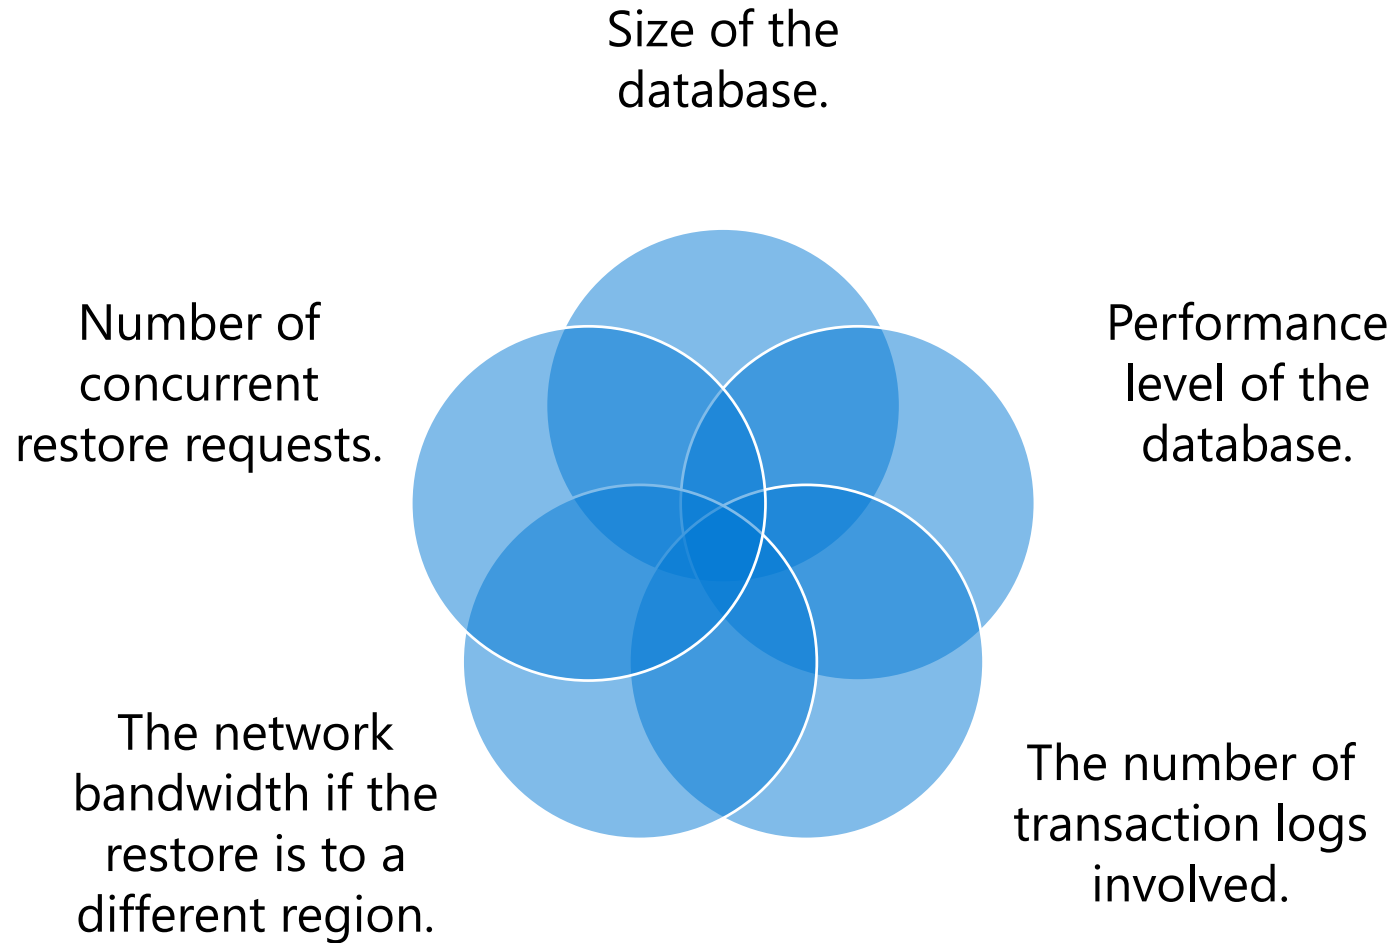 Size of the
database.
Performance
level of the
database.
The number of
transaction logs
involved.
The network
bandwidth if the
restore is to a
different region.
Number of
concurrent
restore requests.